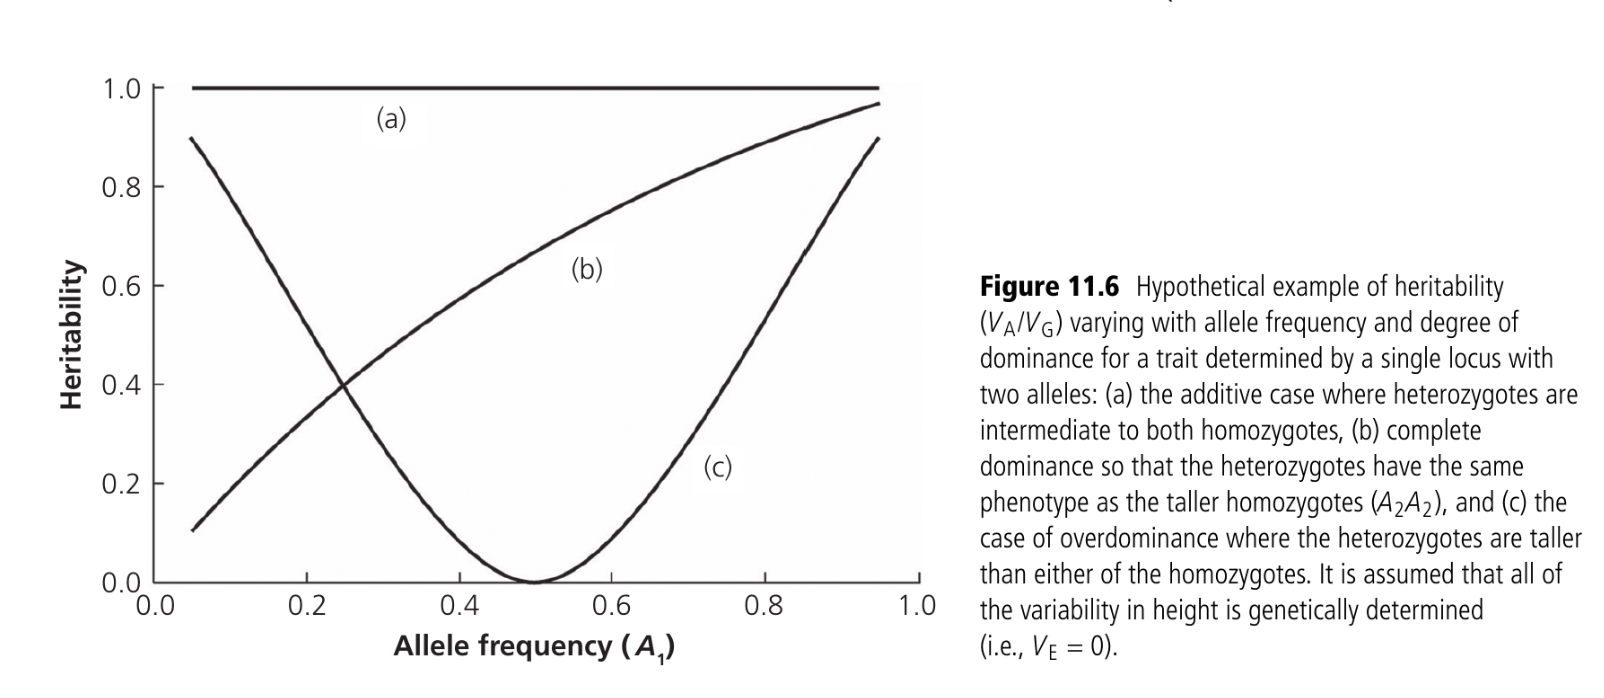 1.0
(a)
0.8
(b)
0.6
Heritability
0.4
(c)
0.2
0.0
0.0 0.2 0.4 0.6 0.8 1.0
Allele frequency (A₁)
Figure 11.6 Hypothetical example of heritability
(VA/VG) varying with allele frequency and degree of
dominance for a trait determined by a single locus with
two alleles: (a) the additive case where heterozygotes are
intermediate to both homozygotes, (b) complete
dominance so that the heterozygotes have the same
phenotype as the taller homozygotes (A₂A₂), and (c) the
case of overdominance where the heterozygotes are taller
than either of the homozygotes. It is assumed that all of
the variability in height is genetically determined
(i.e., VE = 0).